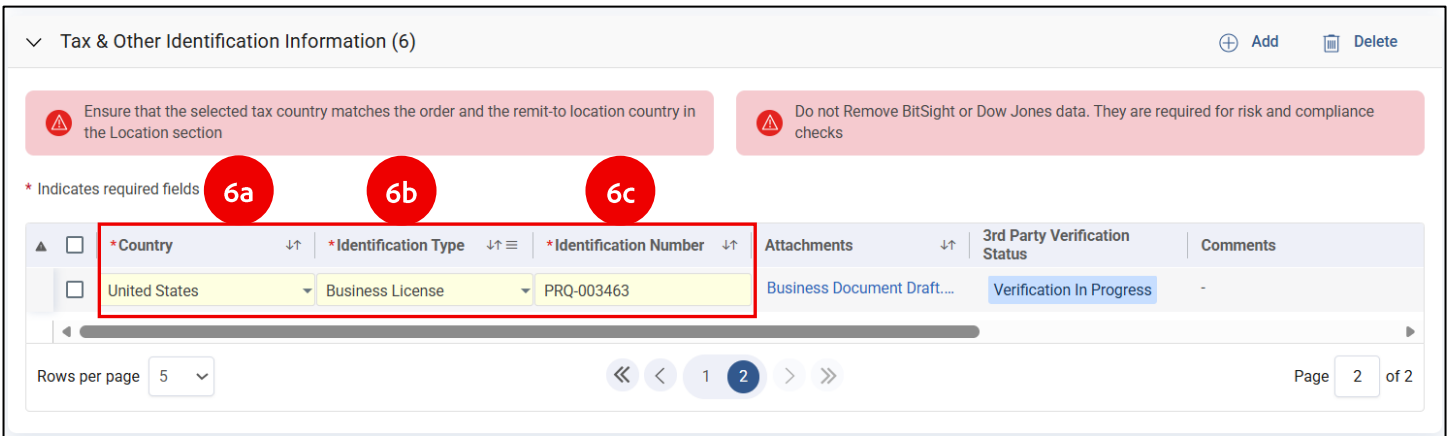 Tax & Other Identification Information (6)
Add
Delete
Ensure that the selected tax country matches the order and the remit-to location country in
the Location section
Do not Remove BitSight or Dow Jones data. They are required for risk and compliance
checks
* Indicates required fields
6a
6b
6c
*Country
*Identification Type
*Identification Number
Attachments
3rd Party Verification
Status
Comments
United States
Business License
PRQ-003463
Business Document Draft....
Verification In Progress
-
Rows per page
5
1
2
Page
2
of 2